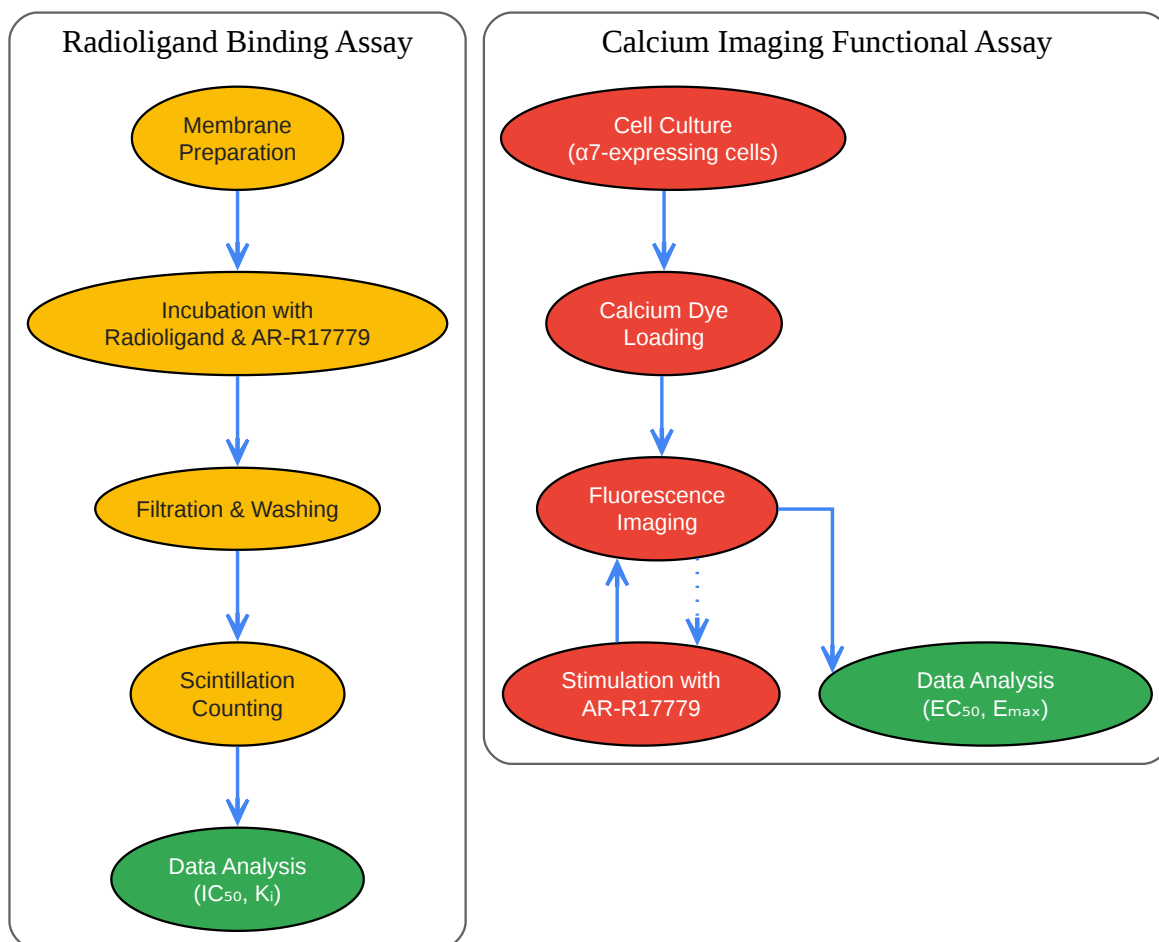 Radioligand Binding Assay
Membrane
Preparation
Incubation with
Radioligand & AR-R17779
Filtration & Washing
Scintillation
Counting
Data Analysis
(IC₅₀, Kᵢ)
Calcium Imaging Functional Assay
Cell Culture
(α7-expressing cells)
Calcium Dye
Loading
Fluorescence
Imaging
Stimulation with
AR-R17779
Data Analysis
(EC₅₀, Eₘₐₓ)